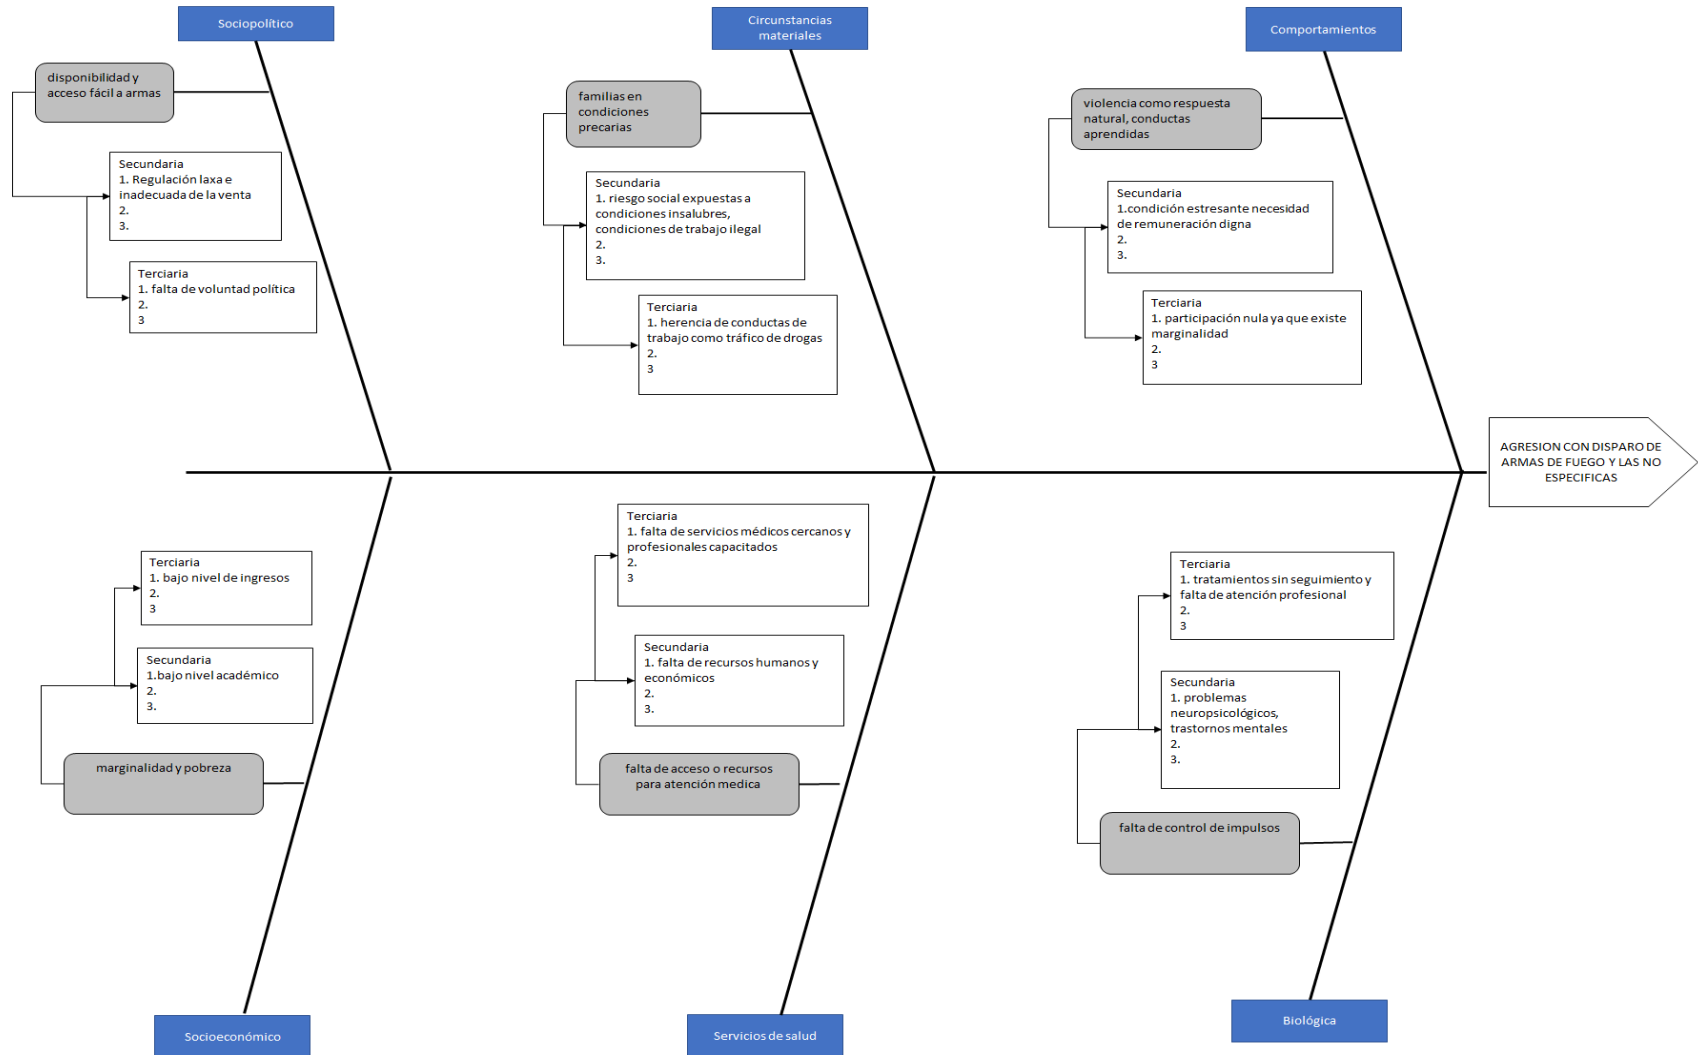 Sociopolítico
Circunstancias
materiales
Comportamientos
disponibilidad y
acceso fácil a armas
Secundaria
1. Regulación laxa e
inadecuada de la venta
2.
3.
Terciaria
1. falta de voluntad política
2.
3
familias en
condiciones
precarias
Secundaria
1. riesgo social expuestas a
condiciones insalubres,
condiciones de trabajo ilegal
2.
3.
Terciaria
1. herencia de conductas de
trabajo como tráfico de drogas
2.
3
violencia como respuesta
natural, conductas
aprendidas
Secundaria
1.condición estresante necesidad
de remuneración digna
2.
3.
Terciaria
1. participación nula ya que existe
marginalidad
2.
3
AGRESION CON DISPARO DE
ARMAS DE FUEGO Y LAS NO
ESPECIFICAS
Terciaria
1. bajo nivel de ingresos
2.
3
Secundaria
1.bajo nivel académico
2.
3.
marginalidad y pobreza
Terciaria
1. falta de servicios médicos cercanos y
profesionales capacitados
2.
3
Secundaria
1. falta de recursos humanos y
económicos
2.
3.
falta de acceso o recursos
para atención medica
Terciaria
1. tratamientos sin seguimiento y
falta de atención profesional
2.
3
Secundaria
1. problemas
neuropsicológicos,
trastornos mentales
2.
3.
falta de control de impulsos
Socioeconómico
Servicios de salud
Biológica